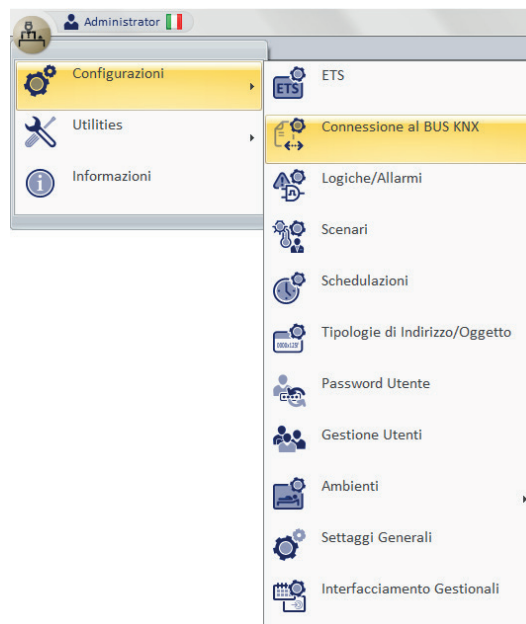 Administrator
Configurazioni
Utilities
Informazioni
ETS
ETS
Connessione al BUS KNX
Logiche/Allarmi
Scenari
Schedulazioni
Tipologie di Indirizzo/Oggetto
Password Utente
Gestione Utenti
Ambienti
Settaggi Generali
Interfacciamento Gestionali